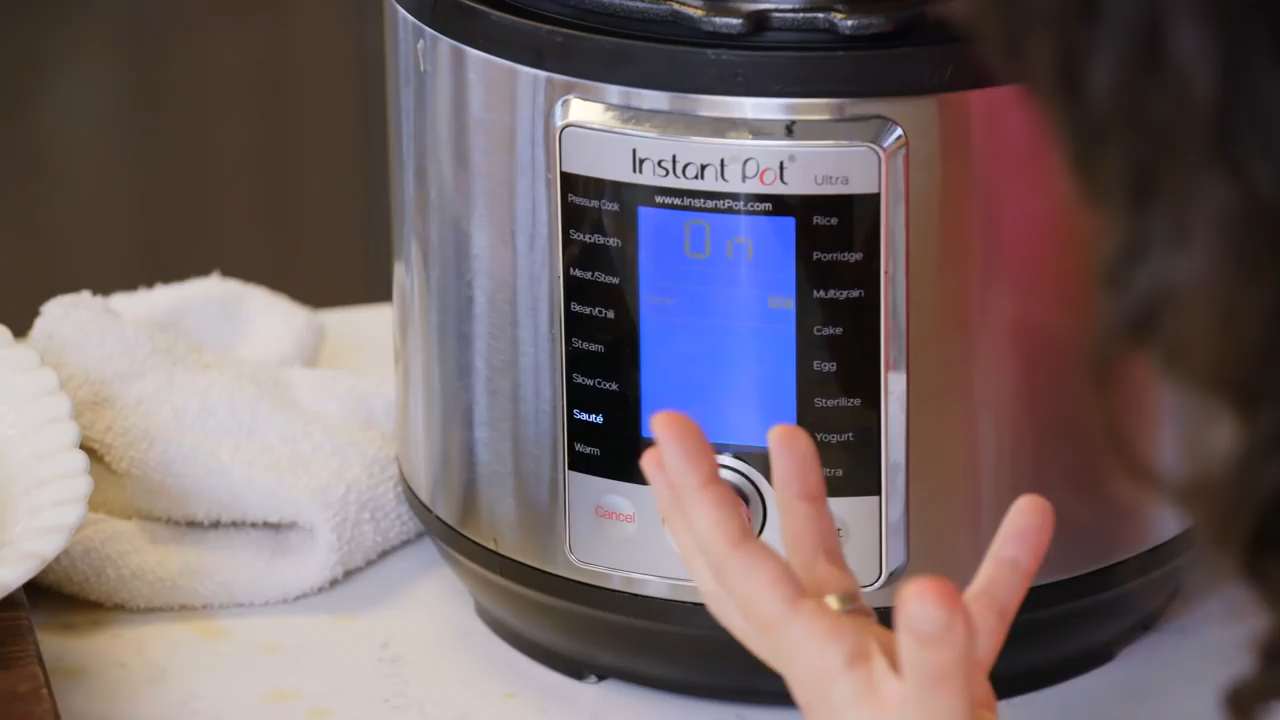 Instant Pot® Ultra
www.InstantPot.com
Pressure Cook
Soup/Broth
Meat/Stew
Bean/Chili
Steam
Slow Cook
Sauté
Warm
On
Rice
Porridge
Multigrain
Cake
Egg
Sterilize
Yogurt
Cancel